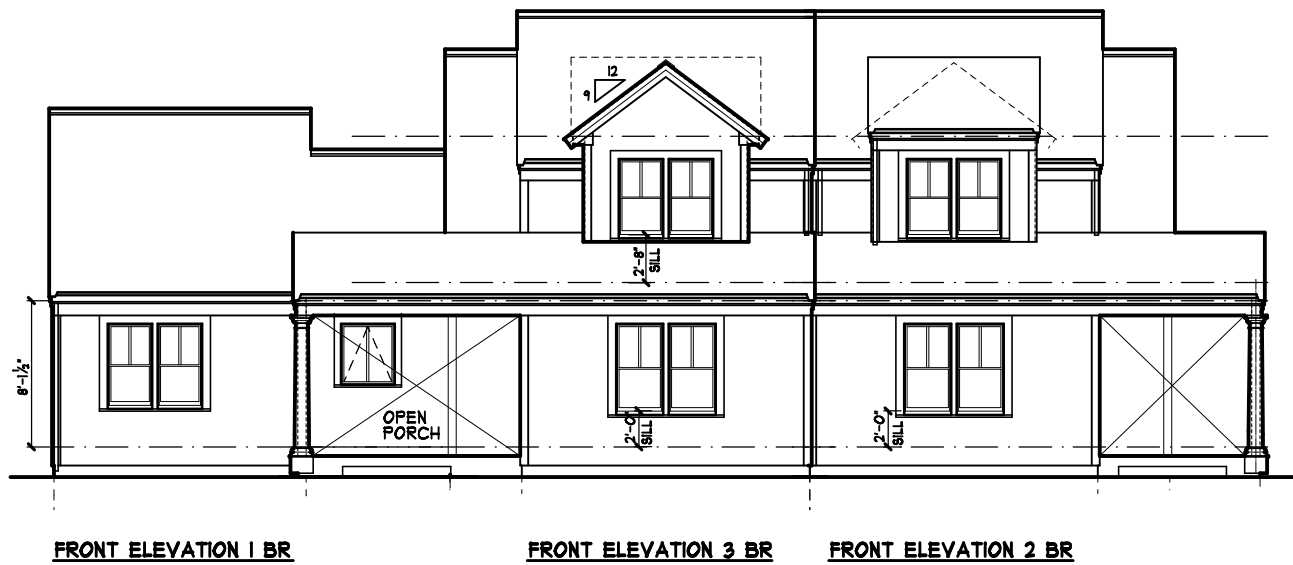 12
9
2'-8"
SILL
8'-1/2"
OPEN
PORCH
2'-0"
SILL
2'-0"
SILL
FRONT ELEVATION 1 BR
FRONT ELEVATION 3 BR
FRONT ELEVATION 2 BR